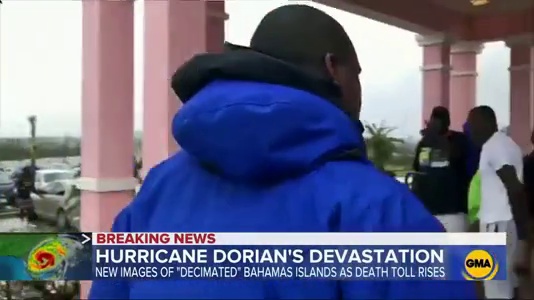 BREAKING NEWS
HURRICANE DORIAN'S DEVASTATION
NEW IMAGES OF "DECIMATED" BAHAMAS ISLANDS AS DEATH TOLL RISES
GMA